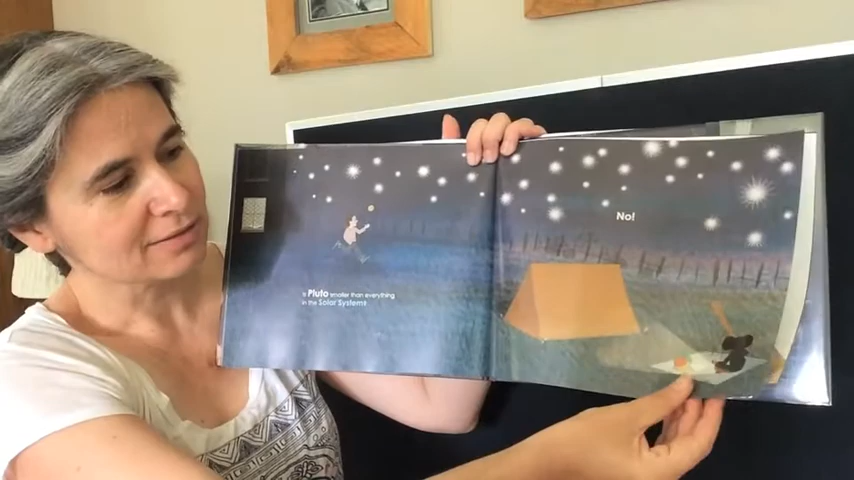 is Pluto smaller than everything
in the Solar System?
No!